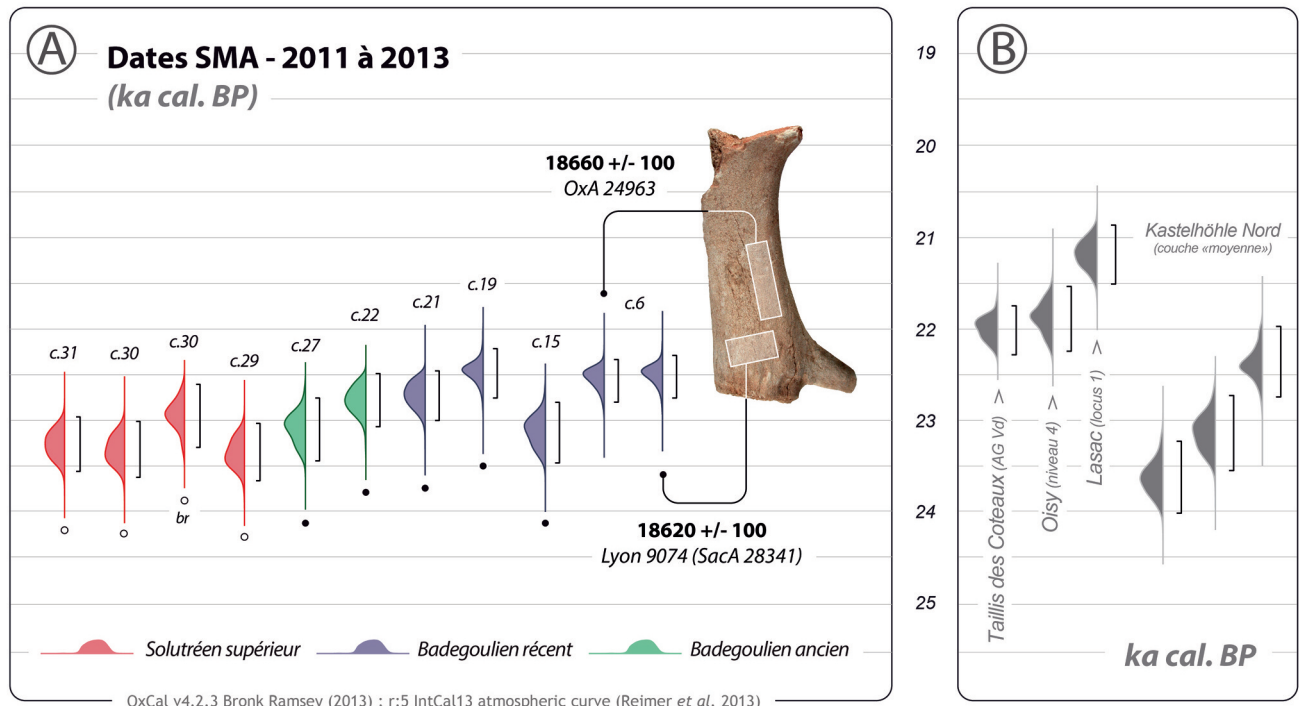 A
Dates SMA - 2011 à 2013
(ka cal. BP)
18660 +/- 100
OxA 24963
c.31
c.30
c.30
c.29
c.27
c.22
c.21
c.19
c.15
c.6
br
18620 +/- 100
Lyon 9074 (SacA 28341)
Solutréen supérieur
Badegoulien récent
Badegoulien ancien
OxCal v4.2.3 Bronk Ramsey (2013) ; r:5 IntCal13 atmospheric curve (Reimer et al. 2013)
19
20
21
22
23
24
25
B
Kastelhöhle Nord
(couche «moyenne»)
Taillis des Coteaux (AG Vd) >
Oisy (niveau 4) >
Lasac (locus 1) >
ka cal. BP